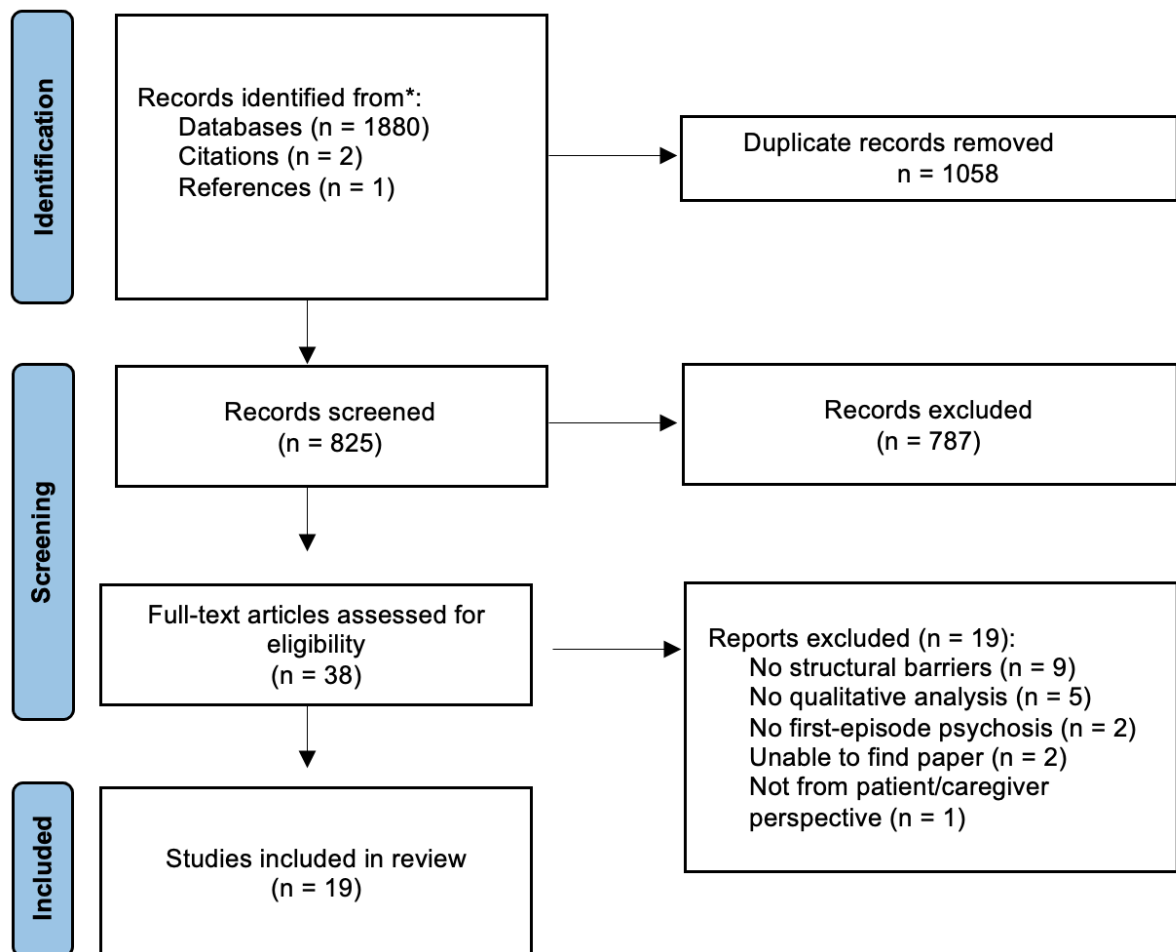 Identification
Records identified from*:
Databases (n = 1880)
Citations (n = 2)
References (n = 1)
Duplicate records removed
n = 1058
Screening
Records screened
(n = 825)
Records excluded
(n = 787)
Full-text articles assessed for
eligibility
(n = 38)
Reports excluded (n = 19):
No structural barriers (n = 9)
No qualitative analysis (n = 5)
No first-episode psychosis (n = 2)
Unable to find paper (n = 2)
Not from patient/caregiver
perspective (n = 1)
Included
Studies included in review
(n = 19)